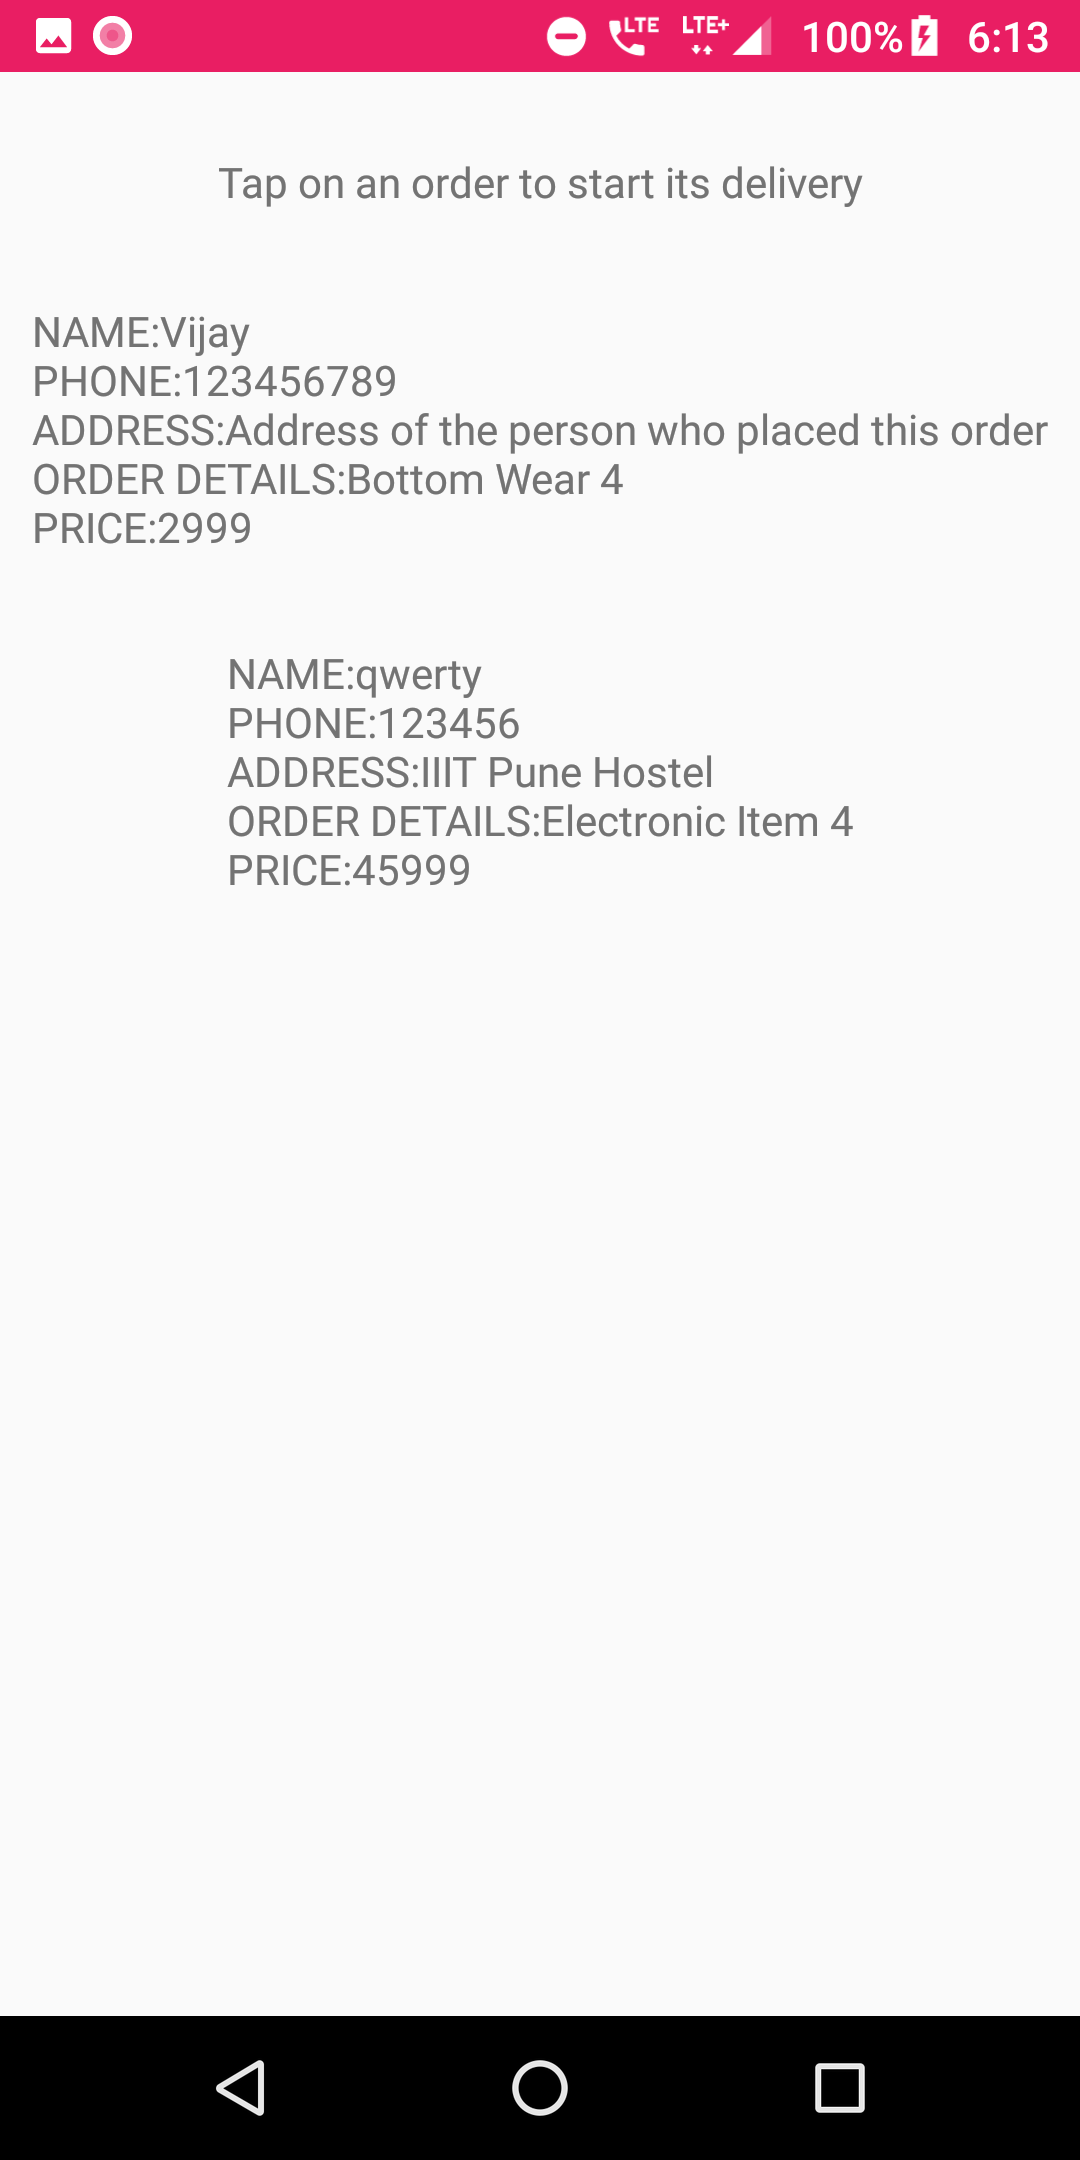 LTE LTE+ 100% 6:13
Tap on an order to start its delivery
NAME:Vijay
PHONE:123456789
ADDRESS:Address of the person who placed this order
ORDER DETAILS:Bottom Wear 4
PRICE:2999
NAME:qwerty
PHONE:123456
ADDRESS:IIIT Pune Hostel
ORDER DETAILS:Electronic Item 4
PRICE:45999